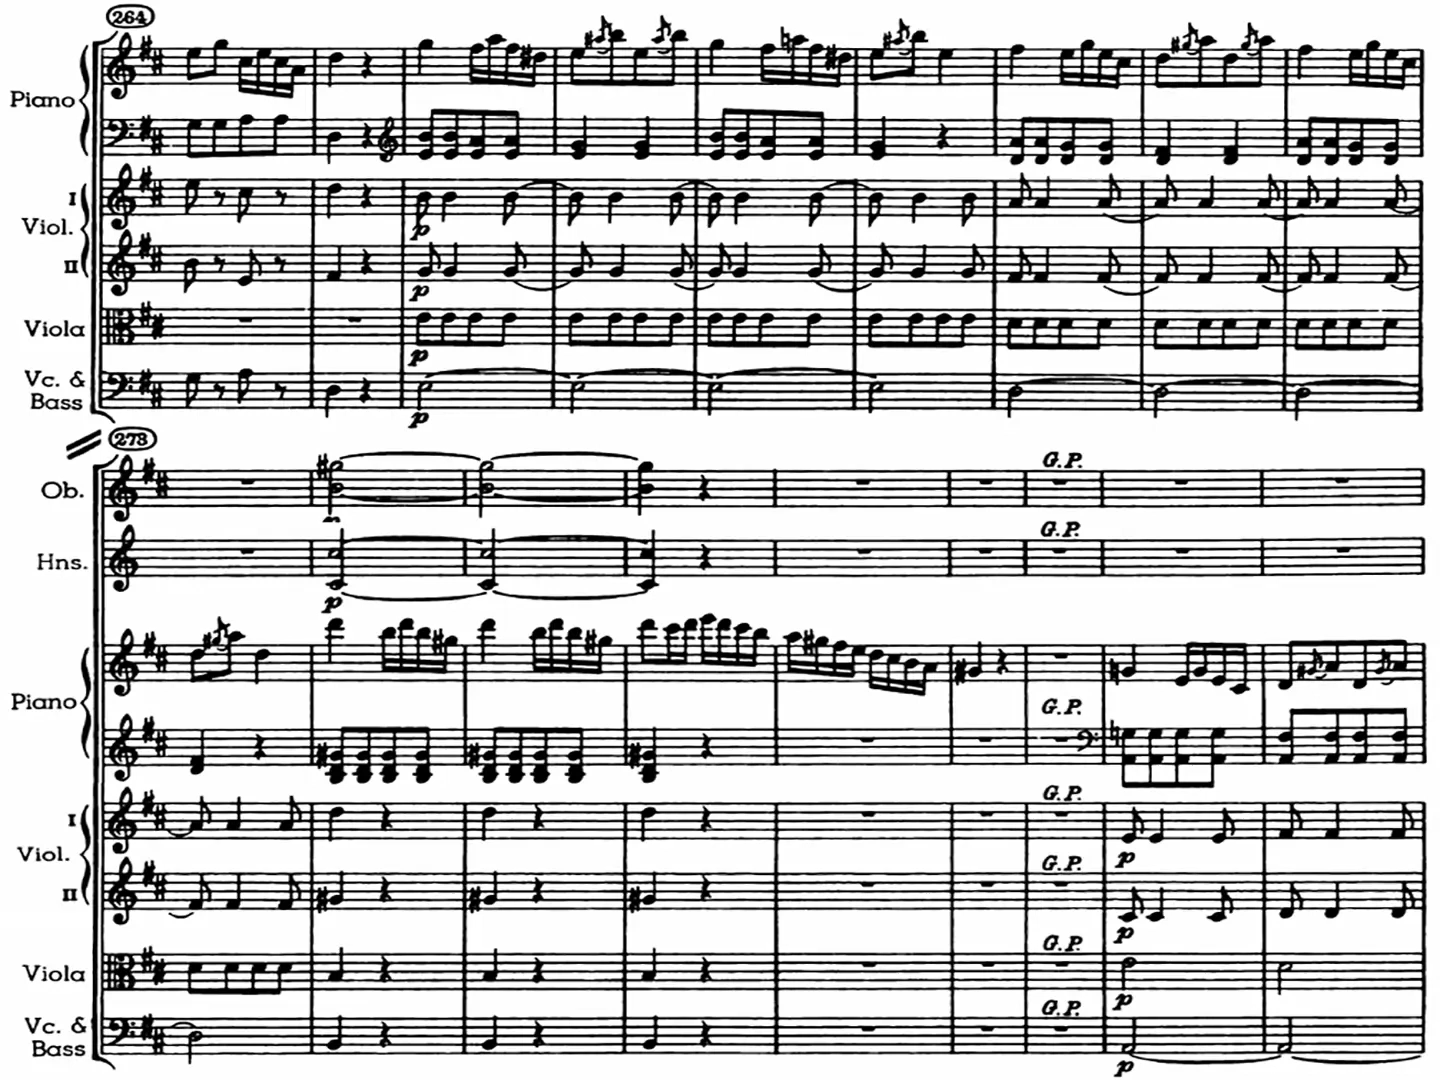 264
Piano
I
Viol.
p
II
p
Viola
p
Vc. &
Bass
p
273
G.P.
Ob.
G.P.
Hns.
p
Piano
G.P.
G.P.
I
p
Viol.
G.P.
II
p
G.P.
Viola
p
G.P.
Vc. &
Bass
p